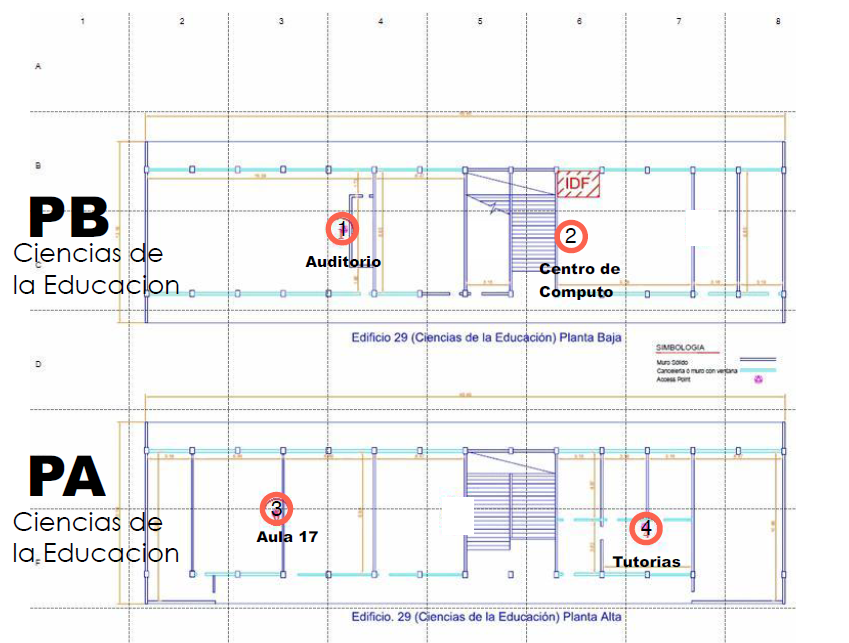 1 2 3 4 5 6 7 8
A
B
IDF
PB
1
2
Ciencias de
la Educacion
C
Auditorio
Centro de
Computo
Edificio 29 (Ciencias de la Educación) Planta Baja
SIMBOLOGIA
Muro Sólido
Cancelería ó muro con ventana
Access Point
D
PA
3
4
Ciencias de
la Educacion
Aula 17
Tutorias
Edificio. 29 (Ciencias de la Educación) Planta Alta